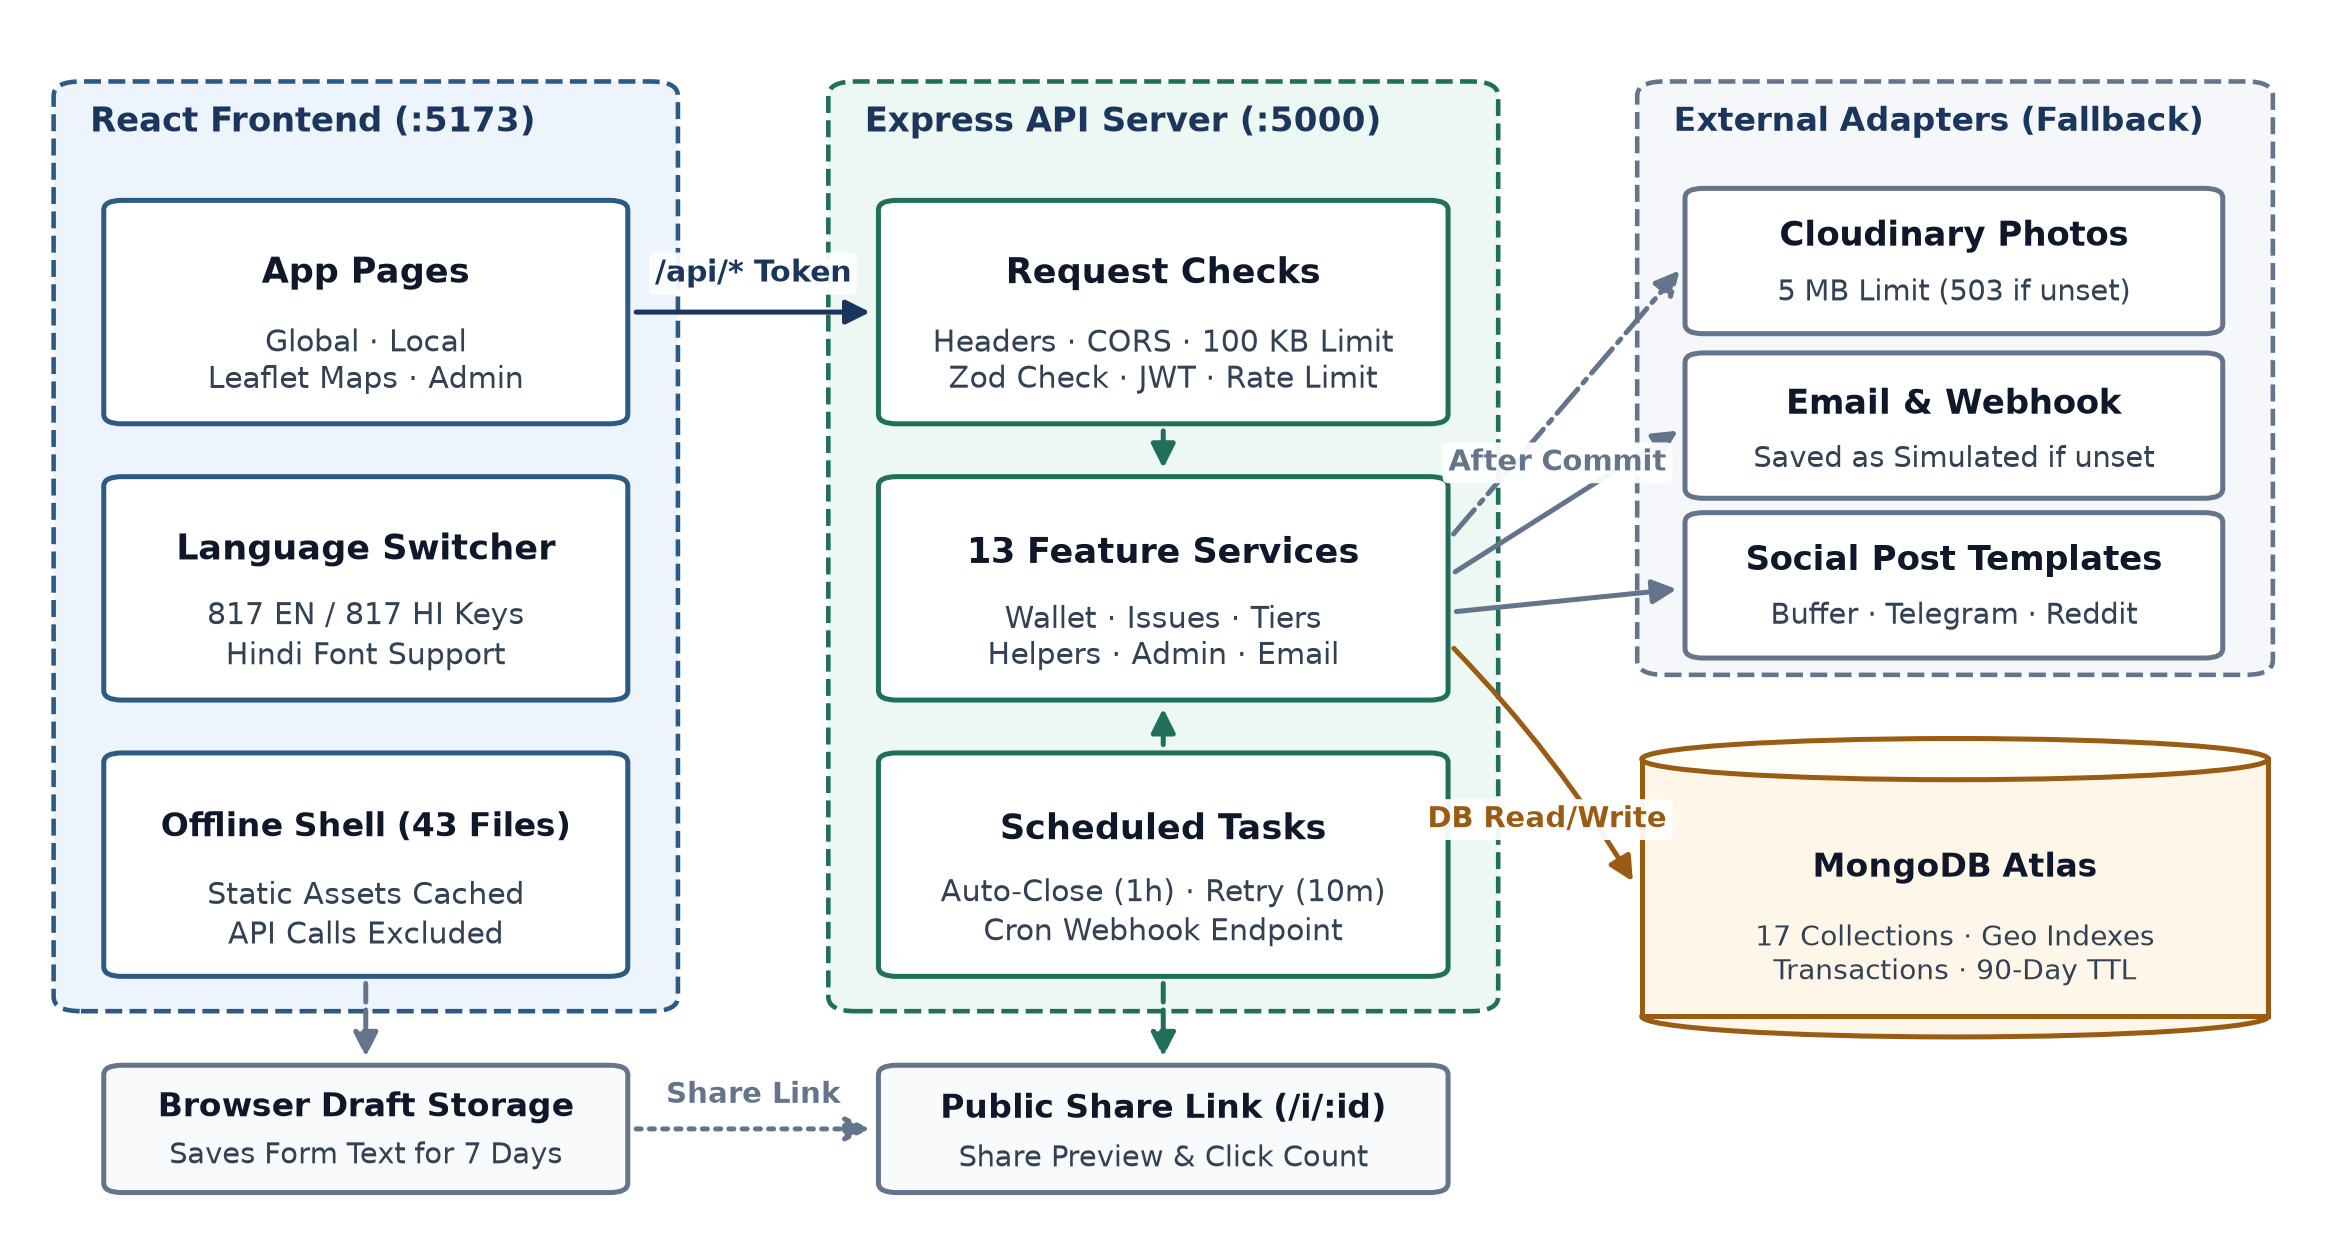 React Frontend (:5173)
App Pages
Global · Local
Leaflet Maps · Admin
Language Switcher
817 EN / 817 HI Keys
Hindi Font Support
Offline Shell (43 Files)
Static Assets Cached
API Calls Excluded
Browser Draft Storage
Saves Form Text for 7 Days
/api/* Token
Share Link
Express API Server (:5000)
Request Checks
Headers · CORS · 100 KB Limit
Zod Check · JWT · Rate Limit
13 Feature Services
Wallet · Issues · Tiers
Helpers · Admin · Email
Scheduled Tasks
Auto-Close (1h) · Retry (10m)
Cron Webhook Endpoint
Public Share Link (/i/:id)
Share Preview & Click Count
After Commit
DB Read/Write
External Adapters (Fallback)
Cloudinary Photos
5 MB Limit (503 if unset)
Email & Webhook
Saved as Simulated if unset
Social Post Templates
Buffer · Telegram · Reddit
MongoDB Atlas
17 Collections · Geo Indexes
Transactions · 90-Day TTL